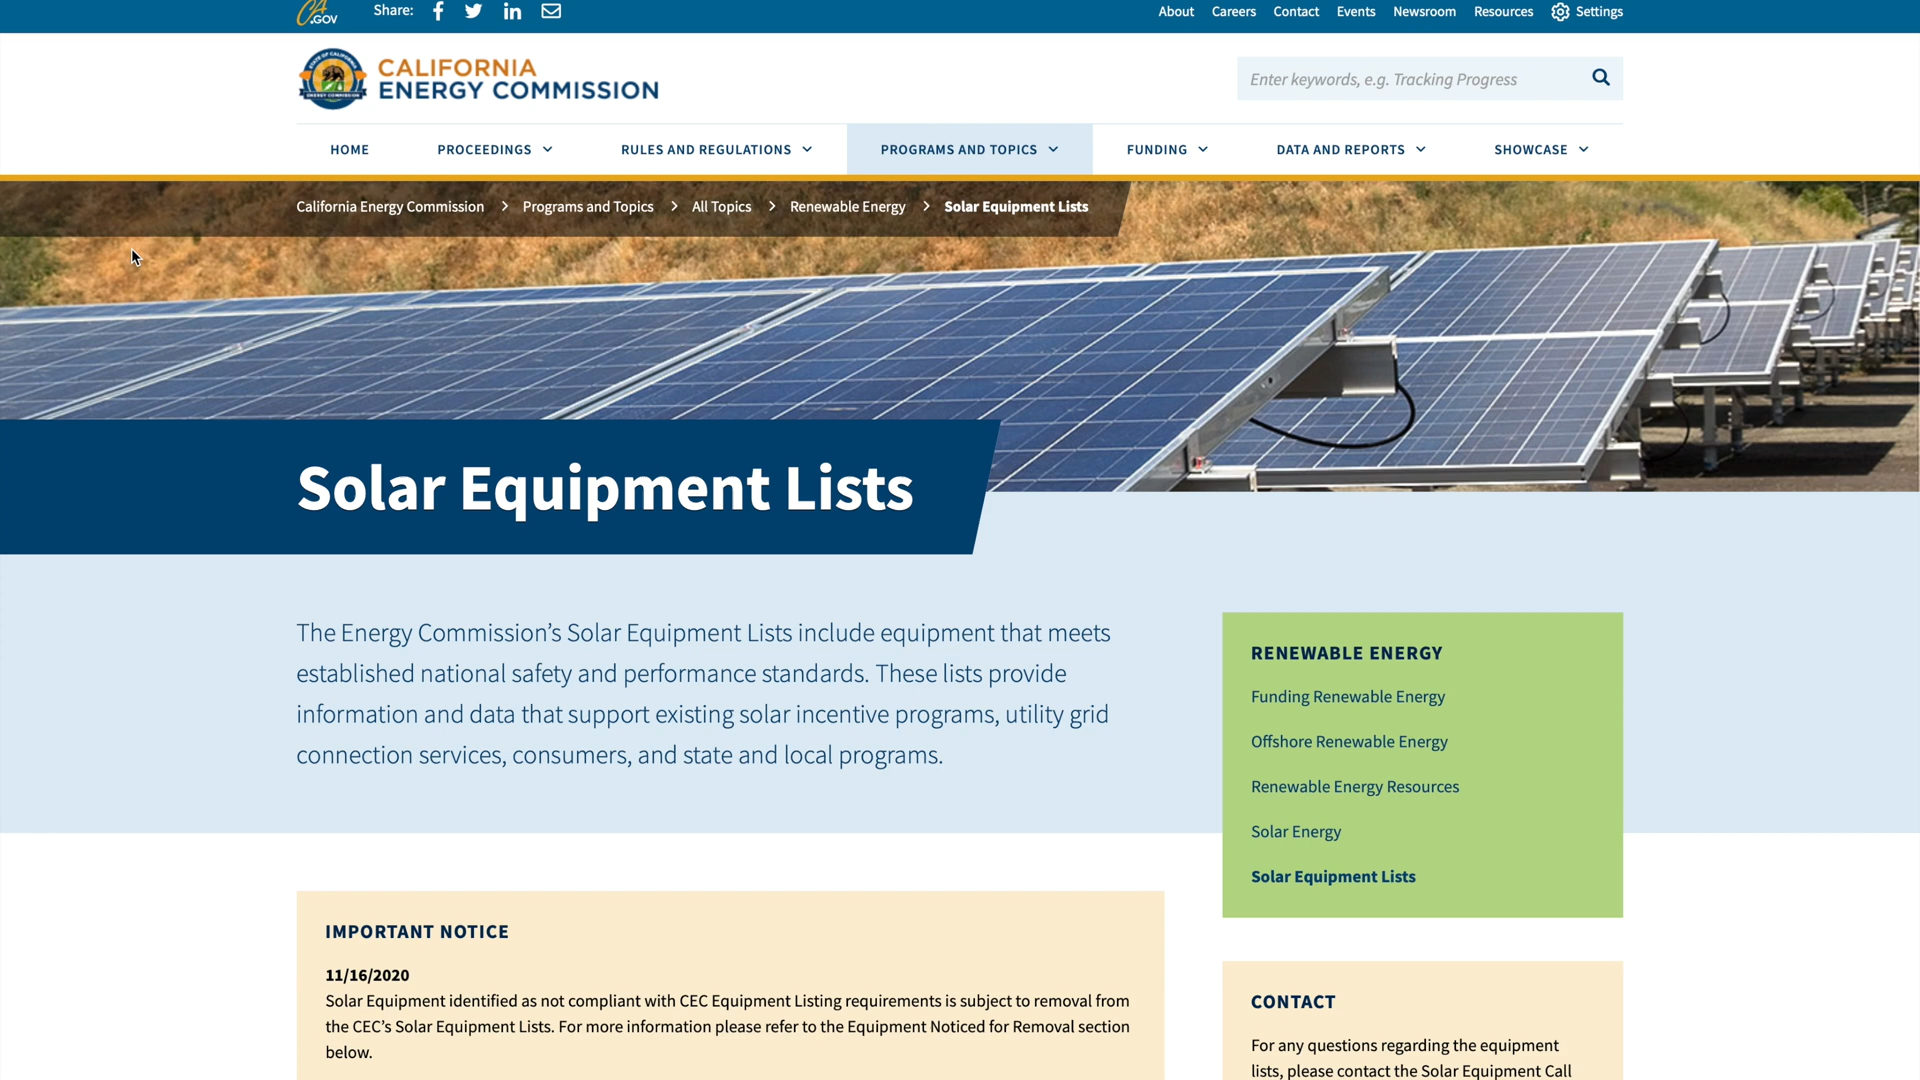 CA.GOV
Share:
About Careers Contact Events Newsroom Resources Settings
CALIFORNIA
ENERGY COMMISSION
Enter keywords, e.g. Tracking Progress
HOME PROCEEDINGS RULES AND REGULATIONS PROGRAMS AND TOPICS FUNDING DATA AND REPORTS SHOWCASE
California Energy Commission > Programs and Topics > All Topics > Renewable Energy > Solar Equipment Lists
Solar Equipment Lists
The Energy Commission’s Solar Equipment Lists include equipment that meets
established national safety and performance standards. These lists provide
information and data that support existing solar incentive programs, utility grid
connection services, consumers, and state and local programs.
RENEWABLE ENERGY
Funding Renewable Energy
Offshore Renewable Energy
Renewable Energy Resources
Solar Energy
Solar Equipment Lists
IMPORTANT NOTICE
11/16/2020
Solar Equipment identified as not compliant with CEC Equipment Listing requirements is subject to removal from
the CEC’s Solar Equipment Lists. For more information please refer to the Equipment Noticed for Removal section
below.
CONTACT
For any questions regarding the equipment
lists, please contact the Solar Equipment Call